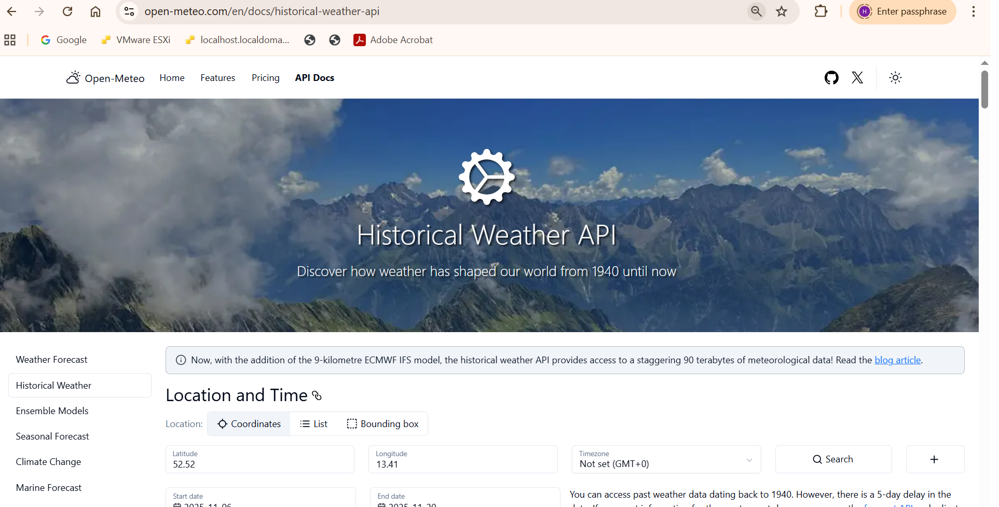 open-meteo.com/en/docs/historical-weather-api
H Enter passphrase
Google VMware ESXi localhost.localdoma... Adobe Acrobat
Open-Meteo Home Features Pricing API Docs
Historical Weather API
Discover how weather has shaped our world from 1940 until now
Weather Forecast
Historical Weather
Ensemble Models
Seasonal Forecast
Climate Change
Marine Forecast
Now, with the addition of the 9-kilometre ECMWF IFS model, the historical weather API provides access to a staggering 90 terabytes of meteorological data! Read the blog article.
Location and Time
Location: Coordinates List Bounding box
Latitude
52.52
Longitude
13.41
Timezone
Not set (GMT+0)
Search
+
Start date
2025-11-06
End date
2025-11-20
You can access past weather data dating back to 1940. However, there is a 5-day delay in the